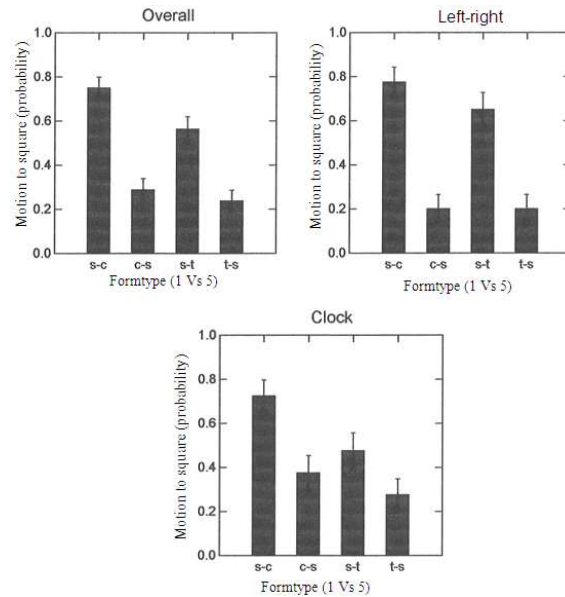 Overall
Motion to square (probability)
1.0
0.8
0.6
0.4
0.2
0.0
s-c c-s s-t t-s
Formtype (1 Vs 5)
Left-right
Motion to square (probability)
1.0
0.8
0.6
0.4
0.2
0.0
s-c c-s s-t t-s
Formtype (1 Vs 5)
Clock
Motion to square (probability)
1.0
0.8
0.6
0.4
0.2
0.0
s-c c-s s-t t-s
Formtype (1 Vs 5)